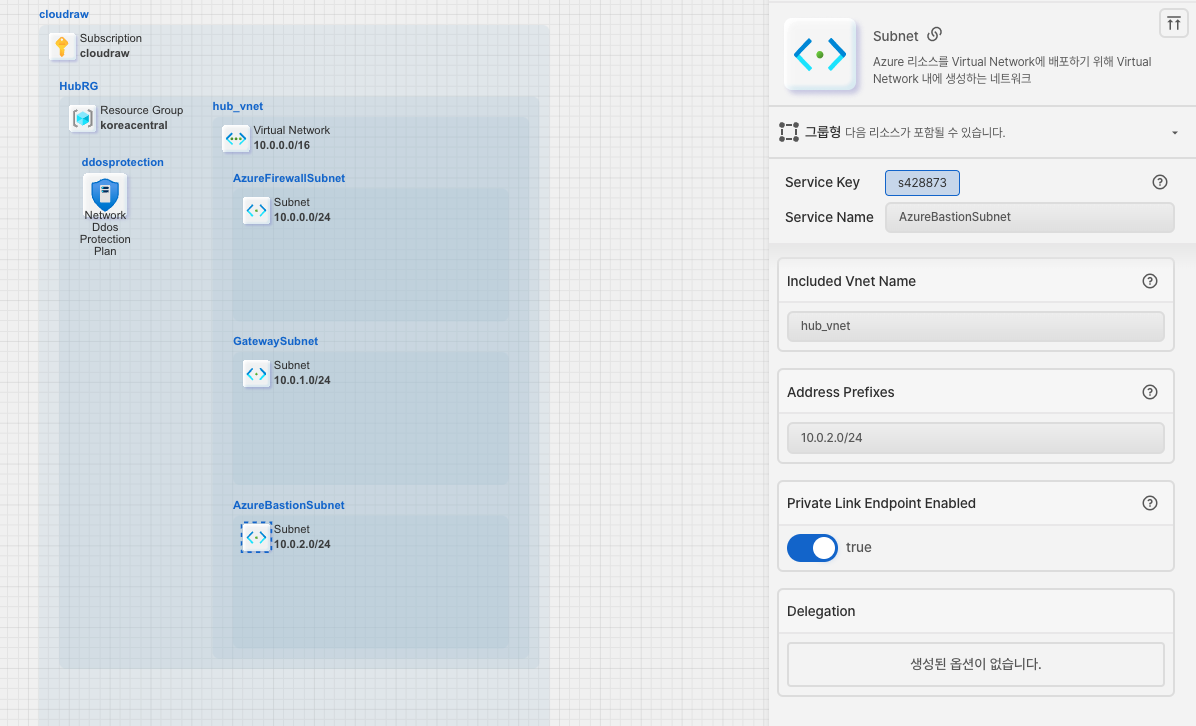 cloudraw
Subscription
cloudraw
HubRG
Resource Group
koreacentral
ddosprotection
Network
Ddos
Protection
Plan
hub_vnet
Virtual Network
10.0.0.0/16
AzureFirewallSubnet
Subnet
10.0.0.0/24
GatewaySubnet
Subnet
10.0.1.0/24
AzureBastionSubnet
Subnet
10.0.2.0/24
Subnet
Azure 리소스를 Virtual Network에 배포하기 위해 Virtual
Network 내에 생성하는 네트워크
그룹형 다음 리소스가 포함될 수 있습니다.
Service Key s428873
Service Name AzureBastionSubnet
Included Vnet Name
hub_vnet
Address Prefixes
10.0.2.0/24
Private Link Endpoint Enabled
true
Delegation
생성된 옵션이 없습니다.